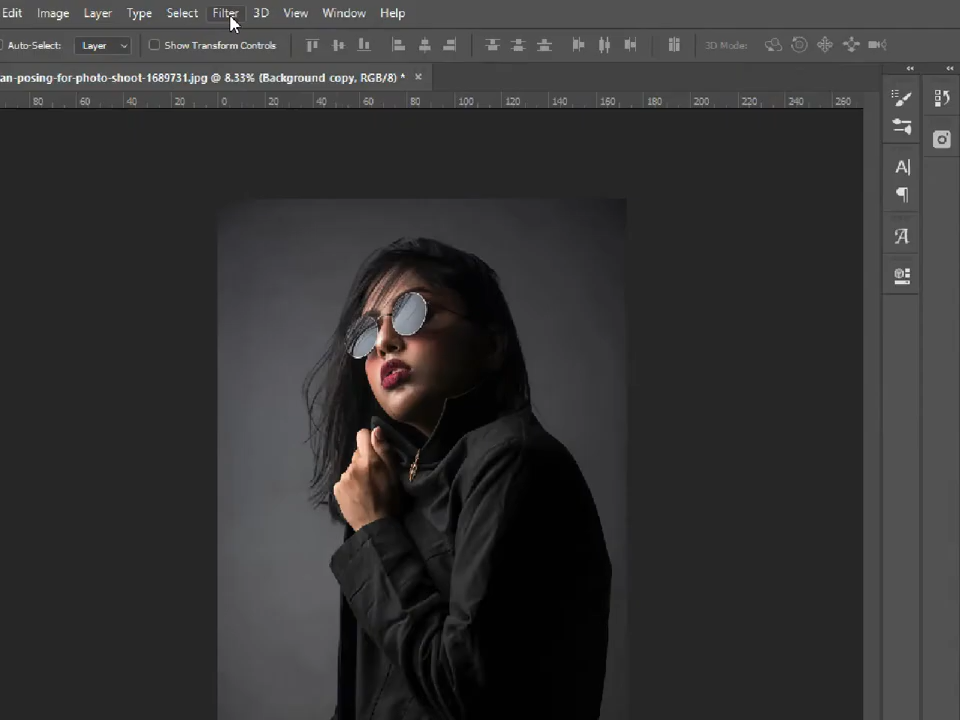 Edit Image Layer Type Select Filter 3D View Window Help
Auto-Select: Layer Show Transform Controls 3D Mode:
an-posing-for-photo-shoot-1689731.jpg @ 8.33% (Background copy, RGB/8) * ×
80 60 40 20 0 20 40 60 80 100 120 140 160 180 200 220 240 260